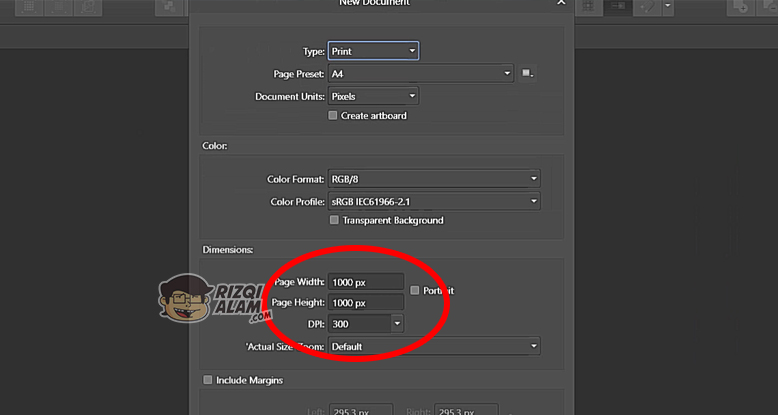 New Document
Type: Print
Page Preset: A4
Document Units: Pixels
Create artboard
Color:
Color Format: RGB/8
Color Profile: sRGB IEC61966-2.1
Transparent Background
Dimensions:
Page Width: 1000 px
Portrait
Page Height: 1000 px
DPI: 300
'Actual Size' Zoom: Default
RIZQI
ALAM.COM
Include Margins
Left: 295.3 px Right: 295.3 px